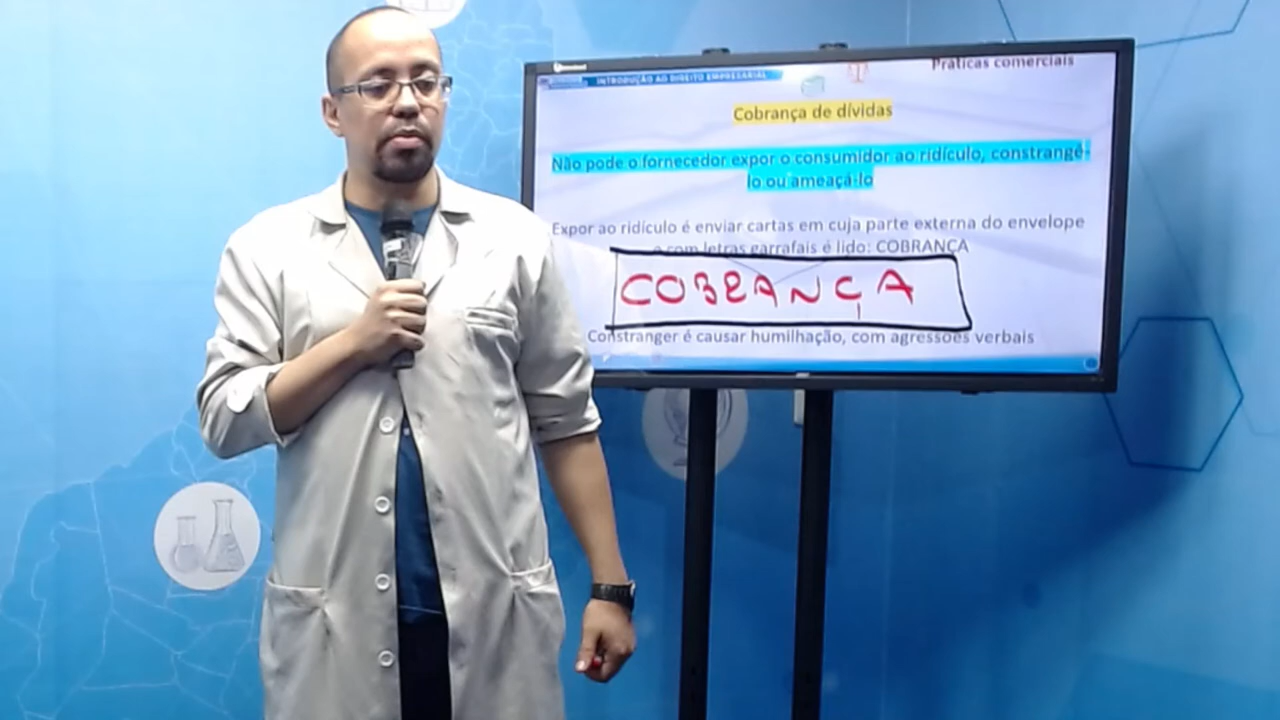 INTRODUÇÃO AO DIREITO EMPRESARIAL
Práticas comerciais
Cobrança de dívidas
Não pode o fornecedor expor o consumidor ao ridículo, constrangê-
lo ou ameaçá-lo
Expor ao ridículo é enviar cartas em cuja parte externa do envelope
e com letras garrafais é lido: COBRANÇA
COBRANÇA
Constranger é causar humilhação, com agressões verbais